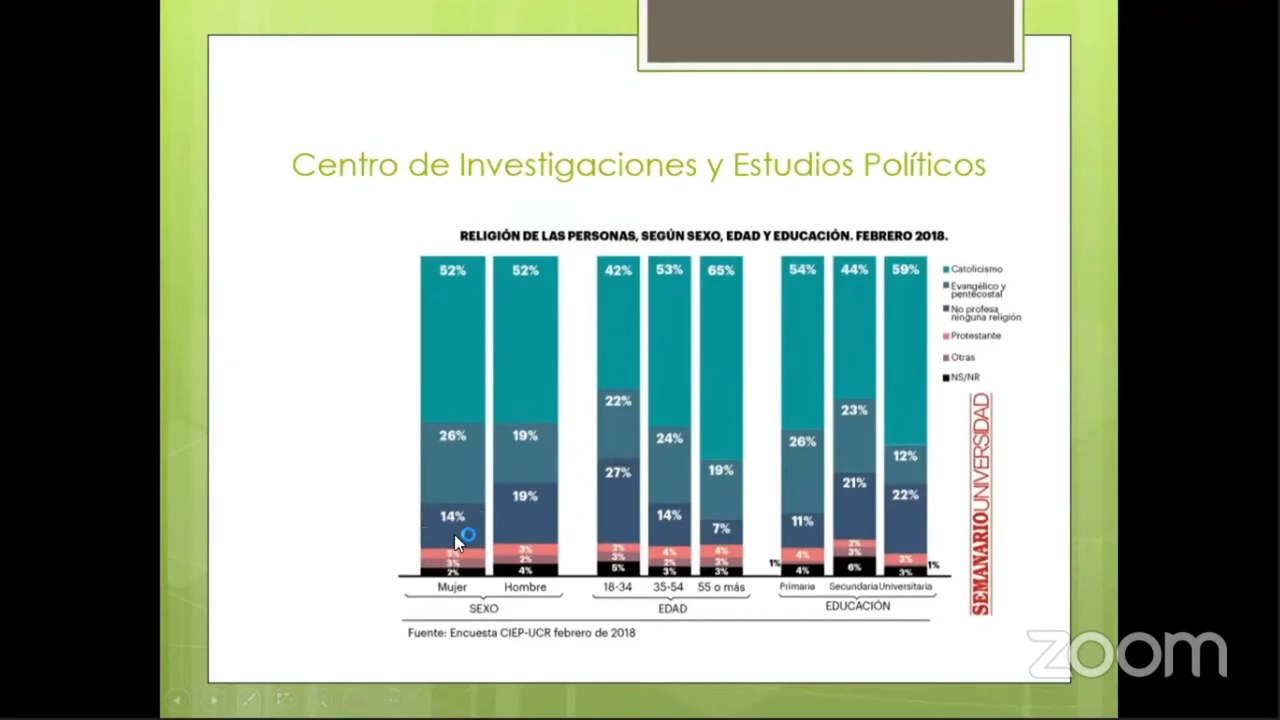 Centro de Investigaciones y Estudios Políticos
RELIGIÓN DE LAS PERSONAS, SEGÚN SEXO, EDAD Y EDUCACIÓN. FEBRERO 2018.
52% 52% 42% 53% 65% 54% 44% 59%
26% 19% 22% 24% 19% 26% 23% 12%
14% 19% 27% 14% 7% 11% 21% 22%
3% 3% 2% 4% 4% 4% 2% 3%
3% 2% 3% 2% 3% 1% 3% 1%
2% 4% 5% 3% 3% 4% 6% 3%
Mujer Hombre 18-34 35-54 55 o más Primaria Secundaria Universitaria
SEXO EDAD EDUCACIÓN
Catolicismo
Evangélico y
pentecostal
No profesa
ninguna religión
Protestante
Otras
NS/NR
SEMANARIOUNIVERSIDAD
Fuente: Encuesta CIEP-UCR febrero de 2018
zoom